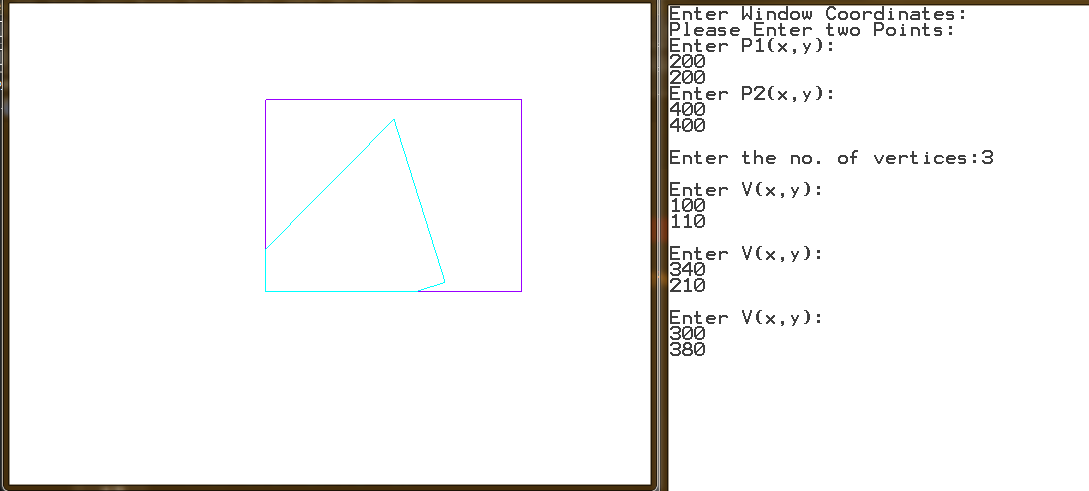 Enter Window Coordinates:
Please Enter two Points:
Enter P1(x,y):
200
200
Enter P2(x,y):
400
400
Enter the no. of vertices:3
Enter V(x,y):
100
110
Enter V(x,y):
340
210
Enter V(x,y):
300
380